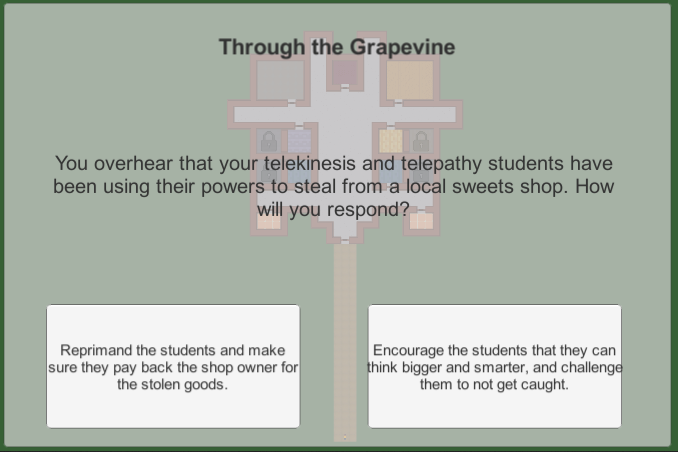 Through the Grapevine
You overhear that your telekinesis and telepathy students have
been using their powers to steal from a local sweets shop. How
will you respond?
Reprimand the students and make
sure they pay back the shop owner for
the stolen goods.
Encourage the students that they can
think bigger and smarter, and challenge
them to not get caught.